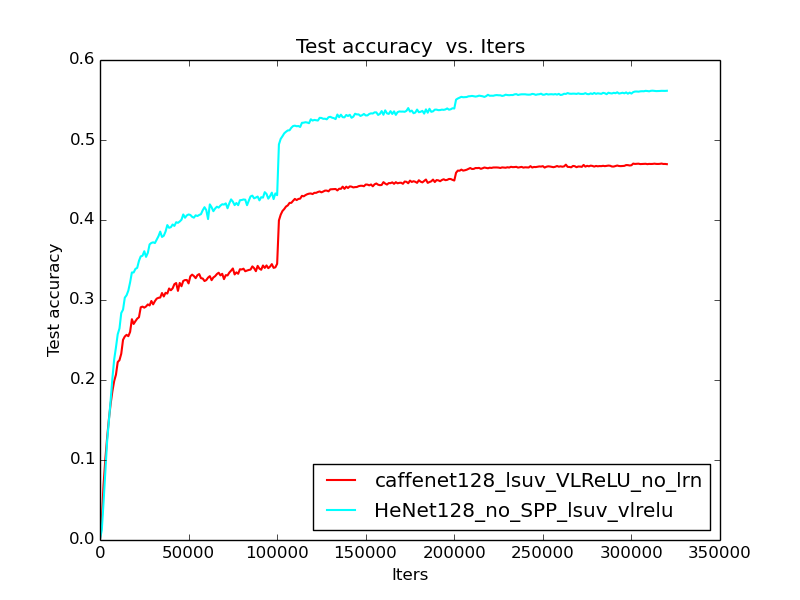 Test accuracy  vs. Iters
0.6
0.5
0.4
0.3
0.2
0.1
0.0
Test accuracy
caffenet128_lsuv_VLReLU_no_lrn
HeNet128_no_SPP_lsuv_vlrelu
0 50000 100000 150000 200000 250000 300000 350000
Iters